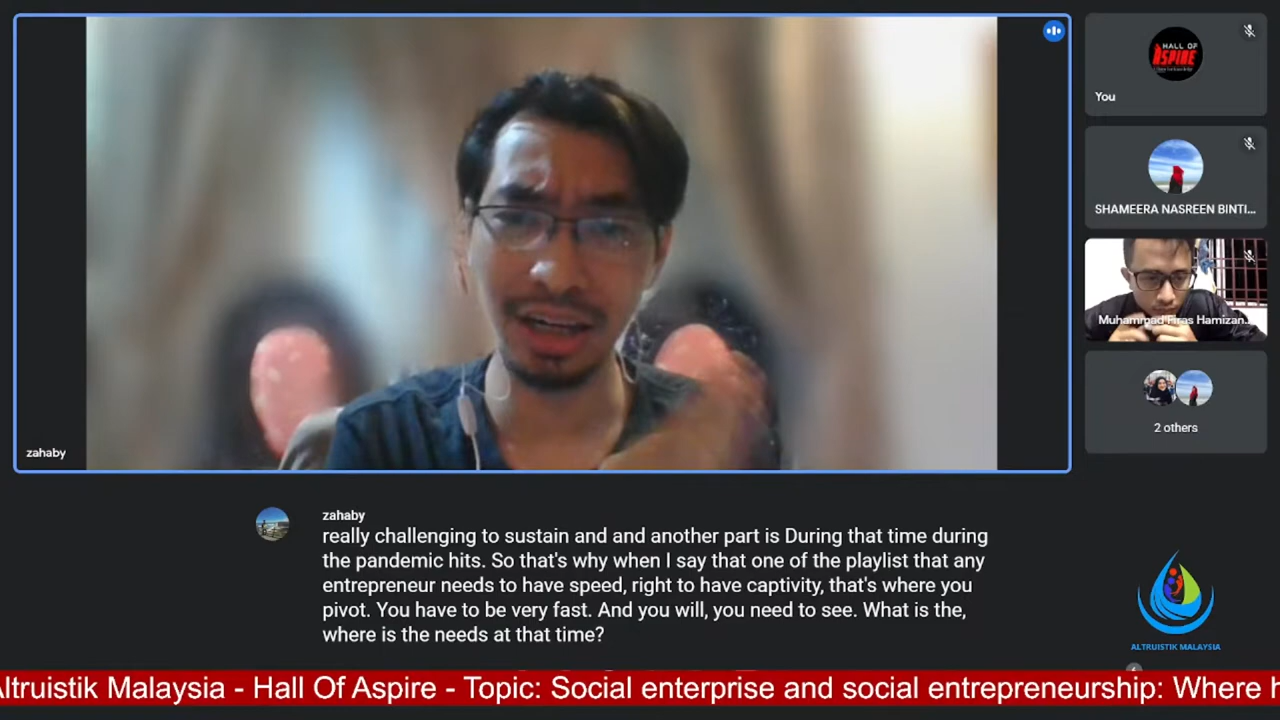 HALL OF
ASPIRE
You
SHAMEERA NASREEN BINTI...
Muhammad Firas Hamizan...
2 others
zahaby
zahaby
really challenging to sustain and and another part is During that time during
the pandemic hits. So that's why when I say that one of the playlist that any
entrepreneur needs to have speed, right to have captivity, that's where you
pivot. You have to be very fast. And you will, you need to see. What is the,
where is the needs at that time?
ALTRUISTIK MALAYSIA
Altruistik Malaysia - Hall Of Aspire - Topic: Social enterprise and social entrepreneurship: Where h